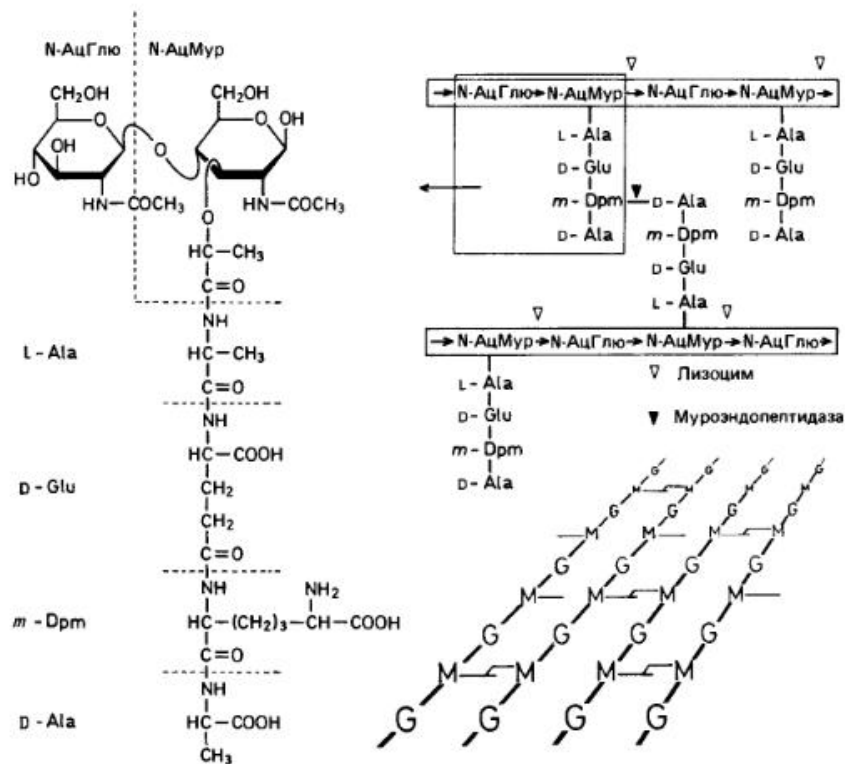 N-АцГлю N-АцМур
CH₂OH
CH₂OH
O
O
OH
OH
HO
O
HN—COCH₃
HN—COCH₃
O
HC—CH₃
C=O
NH
L-Ala
HC—CH₃
C=O
NH
HC—COOH
D-Glu
CH₂
CH₂
C=O
NH
NH₂
m-Dpm
HC—(CH₂)₃—CH—COOH
C=O
NH
D-Ala
HC—COOH
CH₃
→N-АцГлю→N-АцМур→N-АцГлю→N-АцМур→
L-Ala L-Ala
D-Glu D-Glu
m-Dpm D-Ala m-Dpm
D-Ala m-Dpm D-Ala
D-Glu
L-Ala
→N-АцМур→N-АцГлю→N-АцМур→N-АцГлю→
L-Ala
D-Glu
m-Dpm
D-Ala
▽ Лизоцим
▼ Муроэндопептидаза
G G G G
M M M M
G G G G
M M M M
G G G G
M M M M
G G G G
M M M M
G G G G